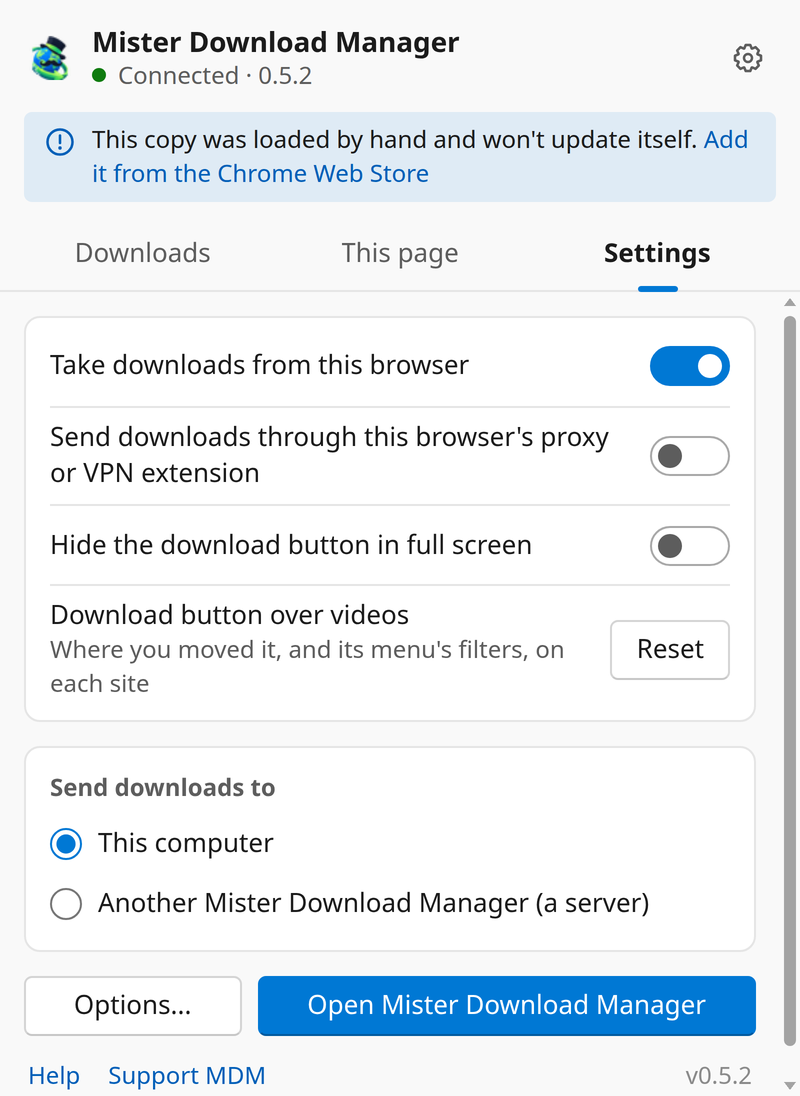 Mister Download Manager
Connected · 0.5.2
This copy was loaded by hand and won't update itself. Add
it from the Chrome Web Store
Downloads
This page
Settings
Take downloads from this browser
Send downloads through this browser's proxy
or VPN extension
Hide the download button in full screen
Download button over videos
Where you moved it, and its menu's filters, on
each site
Reset
Send downloads to
This computer
Another Mister Download Manager (a server)
Options...
Open Mister Download Manager
Help
Support MDM
v0.5.2